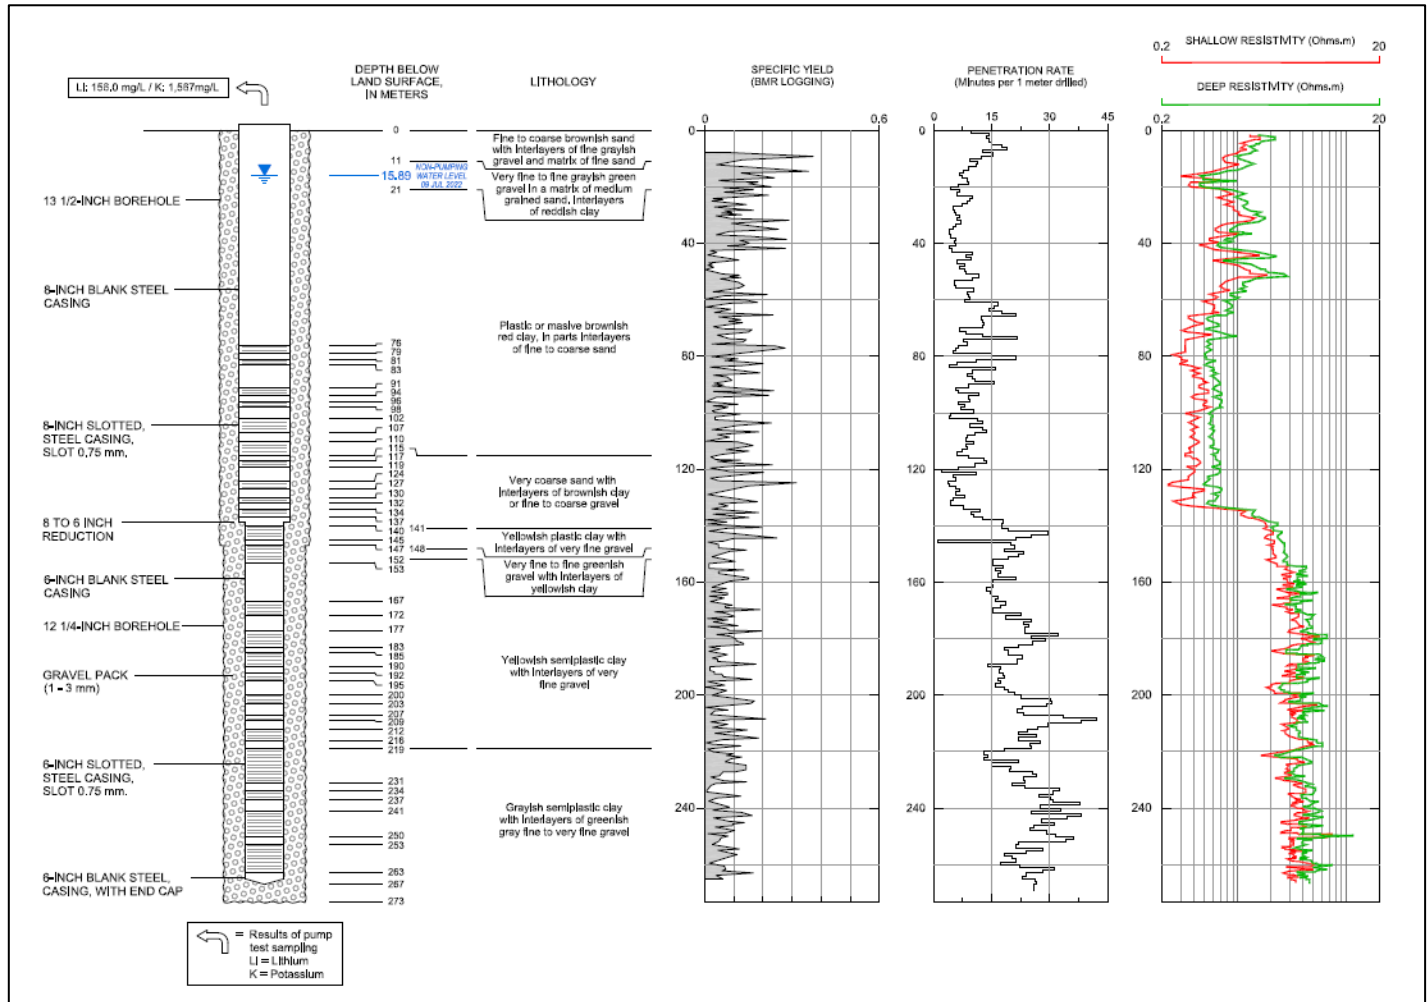 LI: 158,0 mg/L / K: 1,587mg/L
DEPTH BELOW
LAND SURFACE,
IN METERS
LITHOLOGY
SPECIFIC YIELD
(BMR LOGGING)
PENETRATION RATE
(Minutes per 1 meter drilled)
0.2 SHALLOW RESISTIVITY (Ohms.m) 20
DEEP RESISTIVITY (Ohms.m)
0.2 20
0 0.6
0 15 30 45
0
40
80
120
160
200
240
0
40
80
120
160
200
240
0
40
80
120
160
200
240
13 1/2-INCH BOREHOLE
8-INCH BLANK STEEL
CASING
8-INCH SLOTTED,
STEEL CASING,
SLOT 0,75 mm,
8 TO 6 INCH
REDUCTION
6-INCH BLANK STEEL
CASING
12 1/4-INCH BOREHOLE
GRAVEL PACK
(1 - 3 mm)
6-INCH SLOTTED,
STEEL CASING,
SLOT 0.75 mm.
6-INCH BLANK STEEL,
CASING, WITH END CAP
0
11
NON-PUMPING
WATER LEVEL
09 JUL 2022
15.89
21
76
79
81
83
91
94
96
98
102
107
110
115
117
119
124
127
130
132
134
137
140 141
145
147 148
152
153
167
172
177
183
185
190
192
195
200
203
207
209
212
216
219
231
234
237
241
250
253
263
267
273
Fine to coarse brownish sand
with interlayers of fine grayish
gravel and matrix of fine sand
Very fine to fine grayish green
gravel in a matrix of medium
grained sand, interlayers
of reddish clay
Plastic or masive brownish
red clay, in parts interlayers
of fine to coarse sand
Very coarse sand with
interlayers of brownish clay
or fine to coarse gravel
Yellowish plastic clay with
interlayers of very fine gravel
Very fine to fine greenish
gravel with interlayers of
yellowish clay
Yellowish semiplastic clay
with interlayers of very
fine gravel
Grayish semiplastic clay
with interlayers of greenish
gray fine to very fine gravel
= Results of pump
test sampling
LI = Lithium
K = Potassium